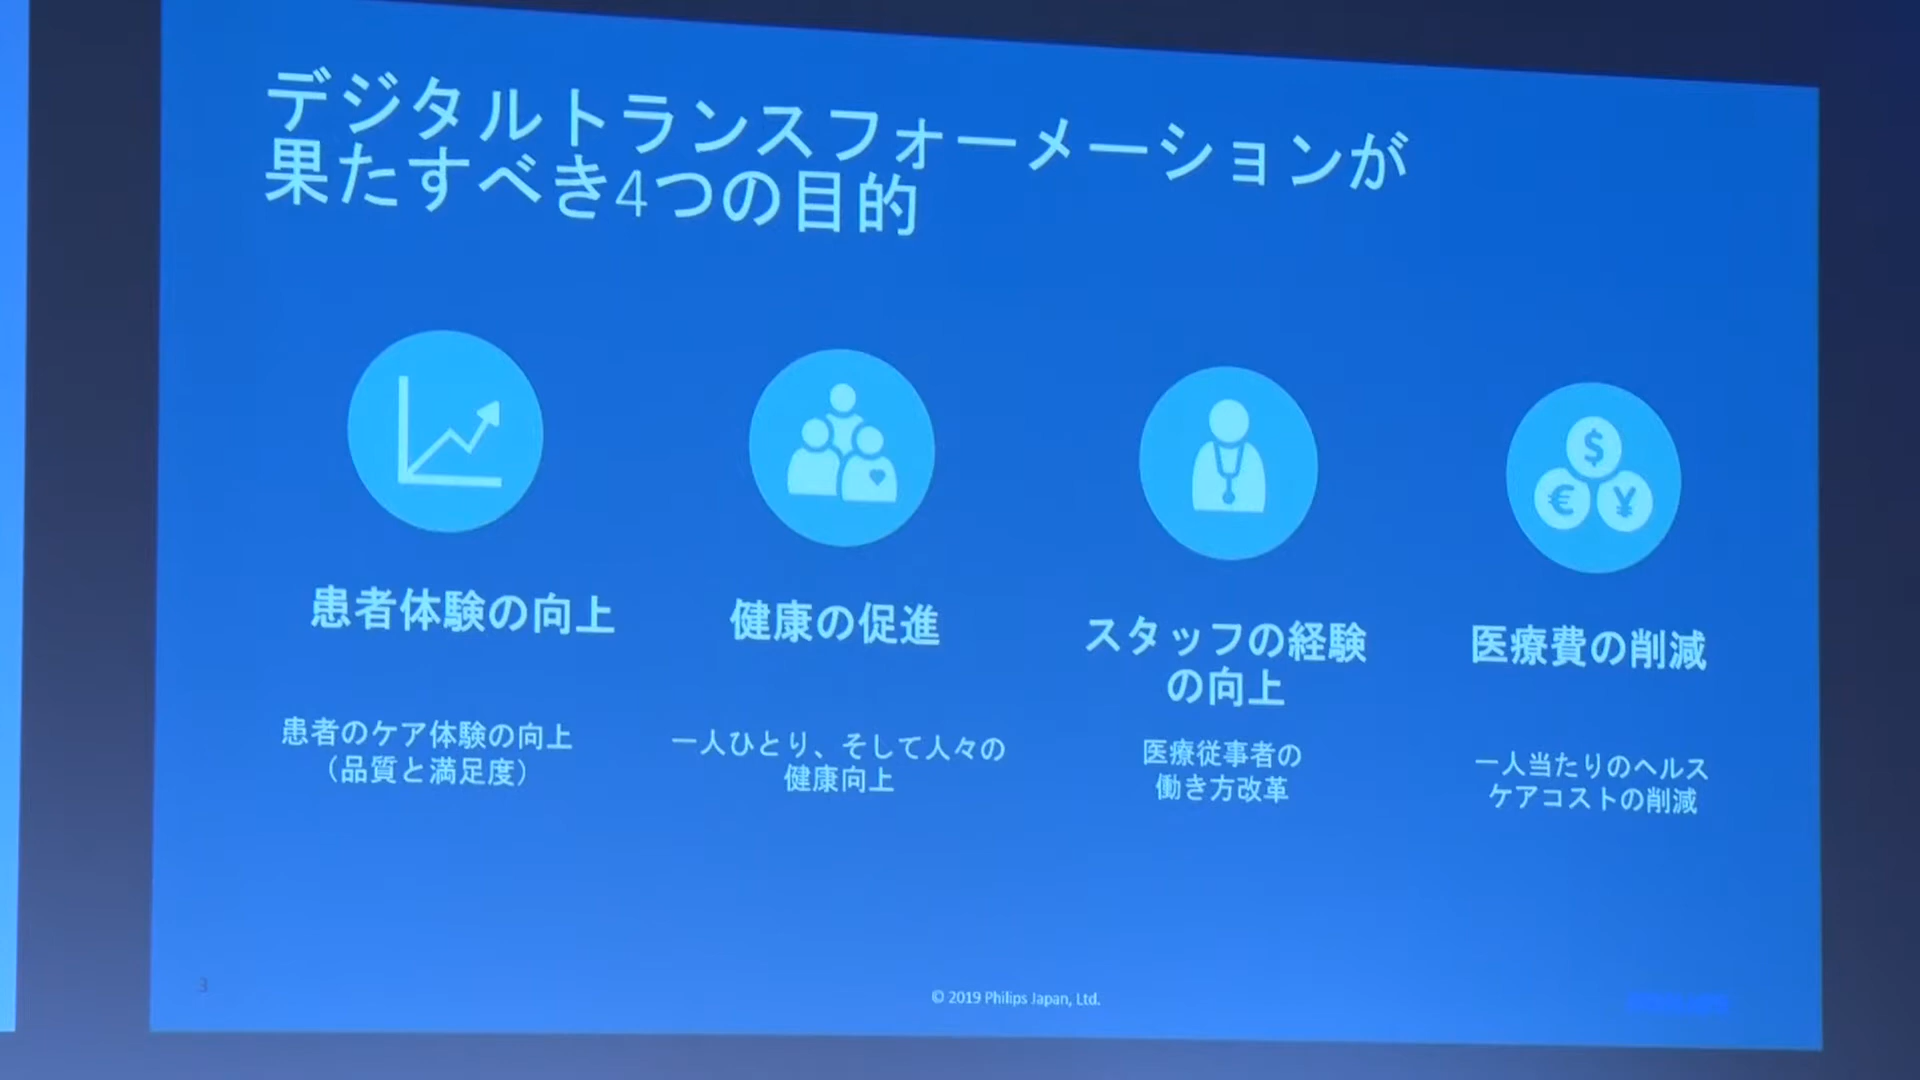 デジタルトランスフォーメーションが
果たすべき4つの目的
患者体験の向上
患者のケア体験の向上
（品質と満足度）
健康の促進
一人ひとり、そして人々の
健康向上
スタッフの経験
の向上
医療従事者の
働き方改革
$
€ ¥
医療費の削減
一人当たりのヘルス
ケアコストの削減
3
© 2019 Philips Japan, Ltd.